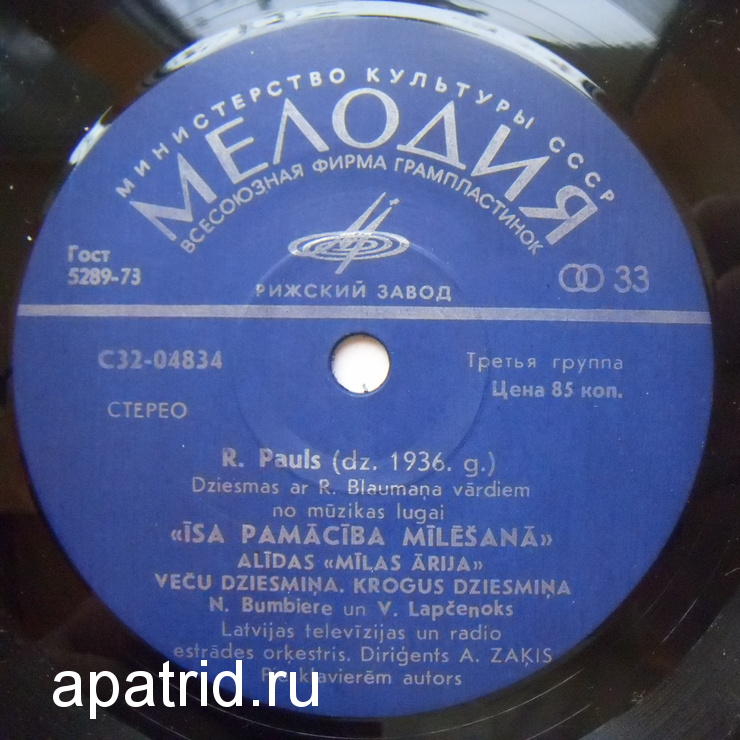 МИНИСТЕРСТВО КУЛЬТУРЫ СССР
МЕЛОДИЯ
ВСЕСОЮЗНАЯ ФИРМА ГРАМПЛАСТИНОК
Гост
5289-73
33
РИЖСКИЙ ЗАВОД
С32-04834
Третья группа
Цена 85 коп.
СТЕРЕО
R. Pauls (dz. 1936. g.)
Dziesmas ar R. Blaumaņa vārdiem
no mūzikas lugai
«ĪSA PAMĀCĪBA MĪLĒŠANĀ»
ALĪDAS «MĪLAS ĀRIJA»
VEČU DZIESMIŅA. KROGUS DZIESMIŅA
N. Bumbiere un V. Lapčenoks
Latvijas televīzijas un radio
estrādes orķestris. Diriģents A. ZAĶIS
Pie klavierēm autors
apatrid.ru